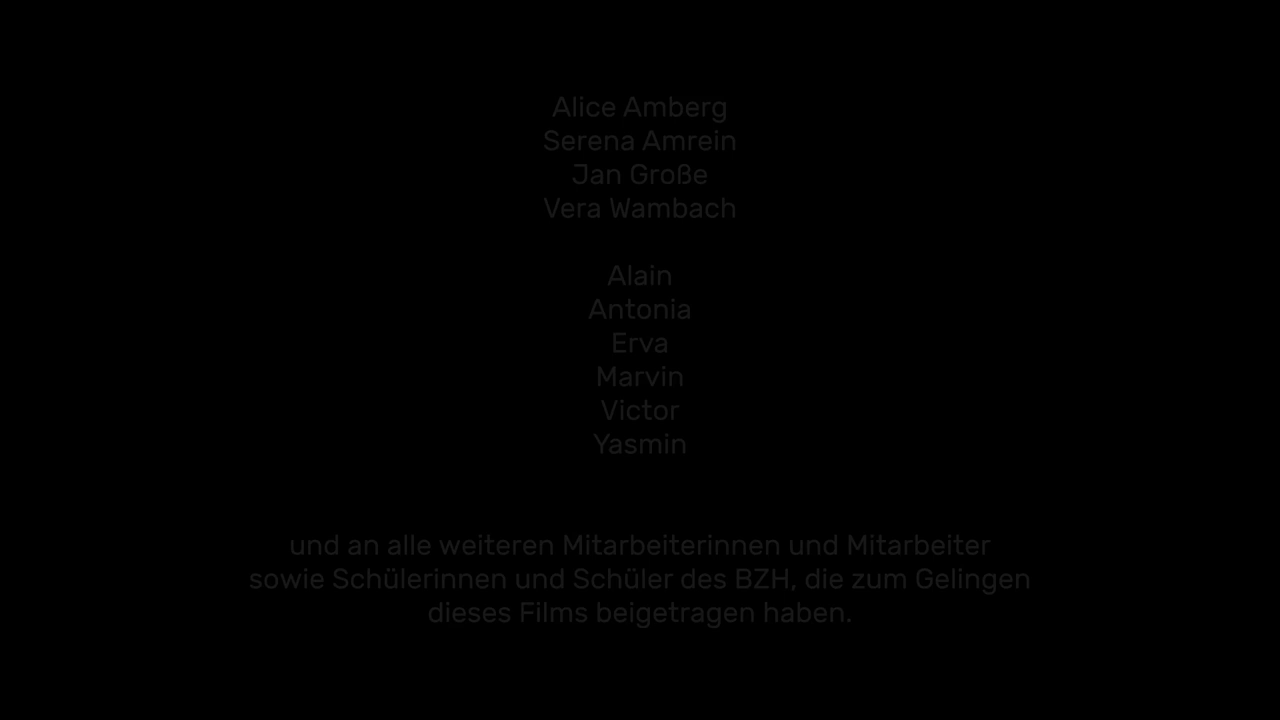 Alice Amberg
Serena Amrein
Jan Große
Vera Wambach
Alain
Antonia
Erva
Marvin
Victor
Yasmin
und an alle weiteren Mitarbeiterinnen und Mitarbeiter
sowie Schülerinnen und Schüler des BZH, die zum Gelingen
dieses Films beigetragen haben.